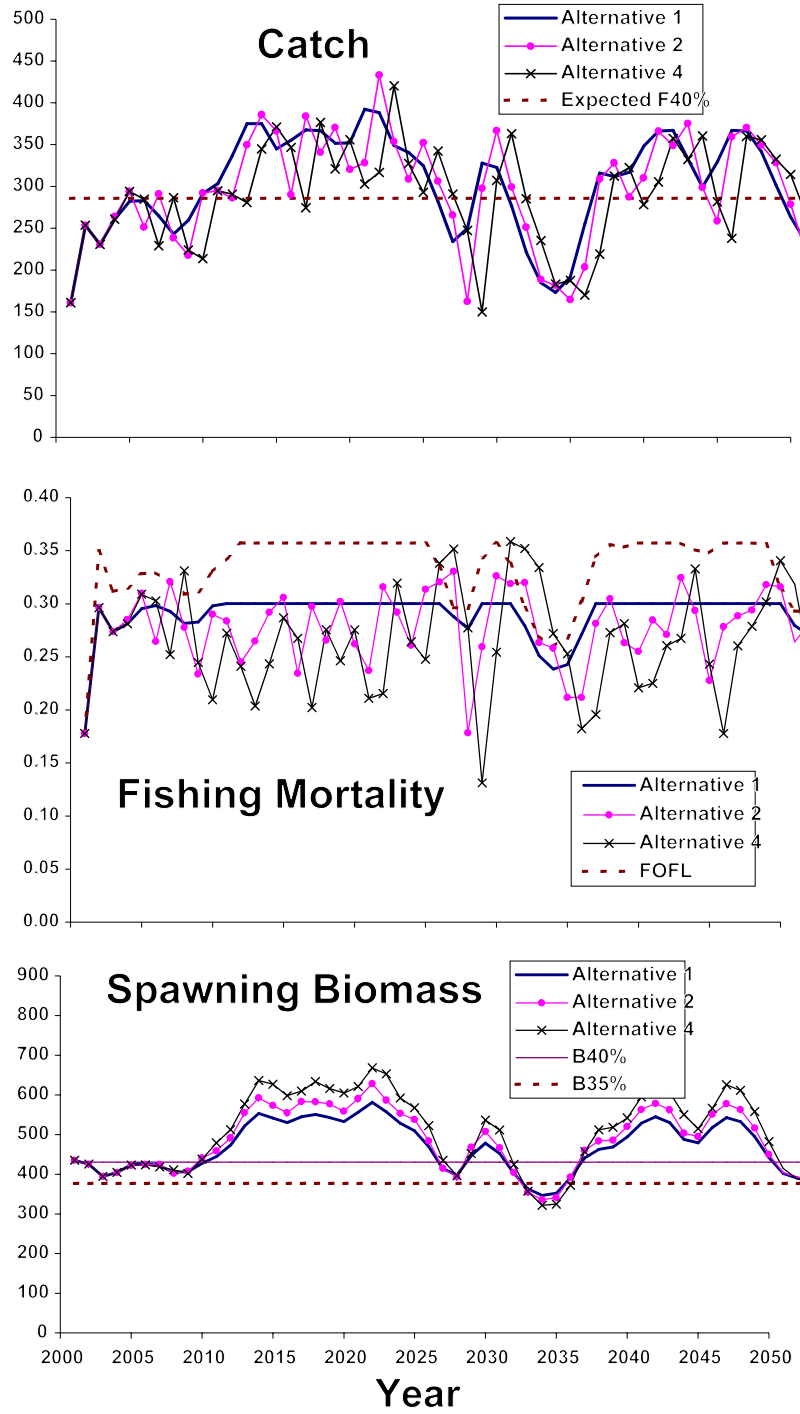 500
Alternative 1
Catch
450
Alternative 2
400
Alternative 4
Expected F40%
350
300
250
200
150
100
50
0
0.40
0.35
0.30
0.25
0.20
0.15
Fishing Mortality
Alternative 1
0.10
Alternative 2
Alternative 4
0.05
FOFL
0.00
900
Spawning Biomass
Alternative 1
800
Alternative 2
Alternative 4
700
B40%
B35%
600
500
400
300
200
100
0
2000 2005 2010 2015 2020 2025 2030 2035 2040 2045 2050
Year